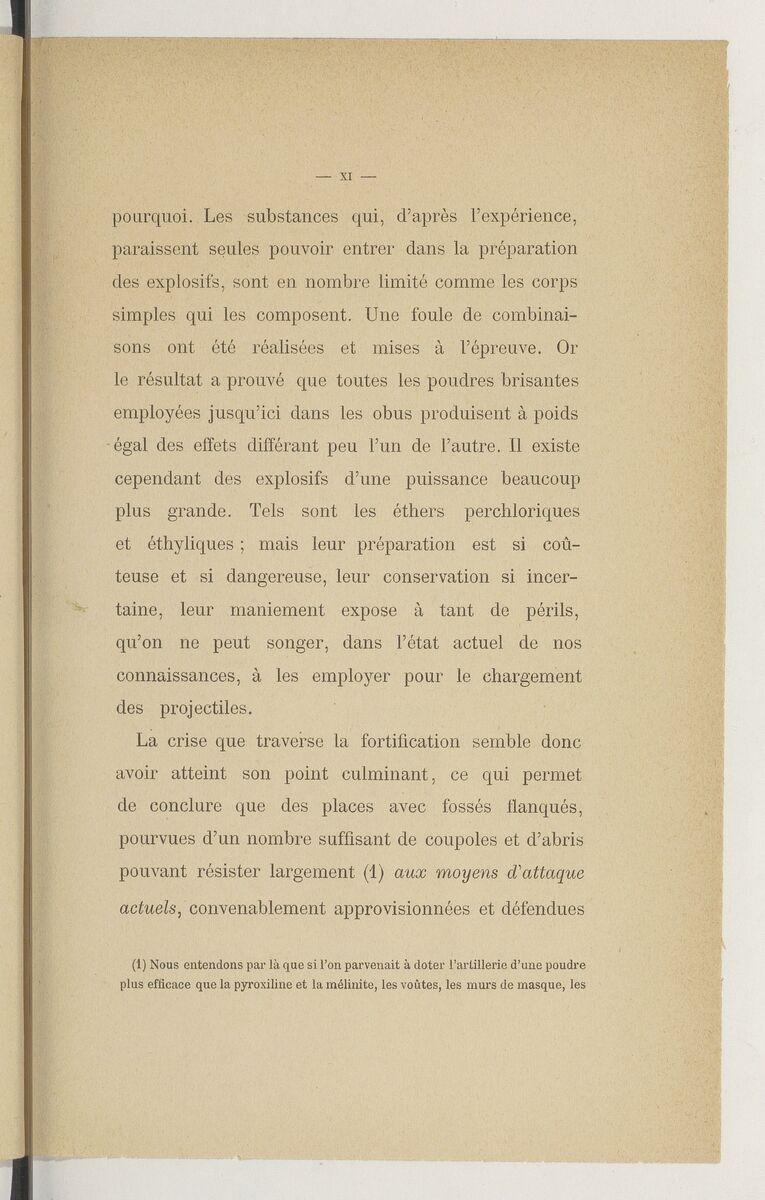 — XI —
pourquoi. Les substances qui, d'après l'expérience,
paraissent seules pouvoir entrer dans la préparation
des explosifs, sont en nombre limité comme les corps
simples qui les composent. Une foule de combinai-
sons ont été réalisées et mises à l'épreuve. Or
le résultat a prouvé que toutes les poudres brisantes
employées jusqu'ici dans les obus produisent à poids
égal des effets différant peu l'un de l'autre. Il existe
cependant des explosifs d'une puissance beaucoup
plus grande. Tels sont les éthers perchloriques
et éthyliques ; mais leur préparation est si coû-
teuse et si dangereuse, leur conservation si incer-
taine, leur maniement expose à tant de périls,
qu'on ne peut songer, dans l'état actuel de nos
connaissances, à les employer pour le chargement
des projectiles.
La crise que traverse la fortification semble donc
avoir atteint son point culminant, ce qui permet
de conclure que des places avec fossés flanqués,
pourvues d'un nombre suffisant de coupoles et d'abris
pouvant résister largement (1) aux moyens d'attaque
actuels, convenablement approvisionnées et défendues
(1) Nous entendons par là que si l'on parvenait à doter l'artillerie d'une poudre
plus efficace que la pyroxiline et la mélinite, les voûtes, les murs de masque, les